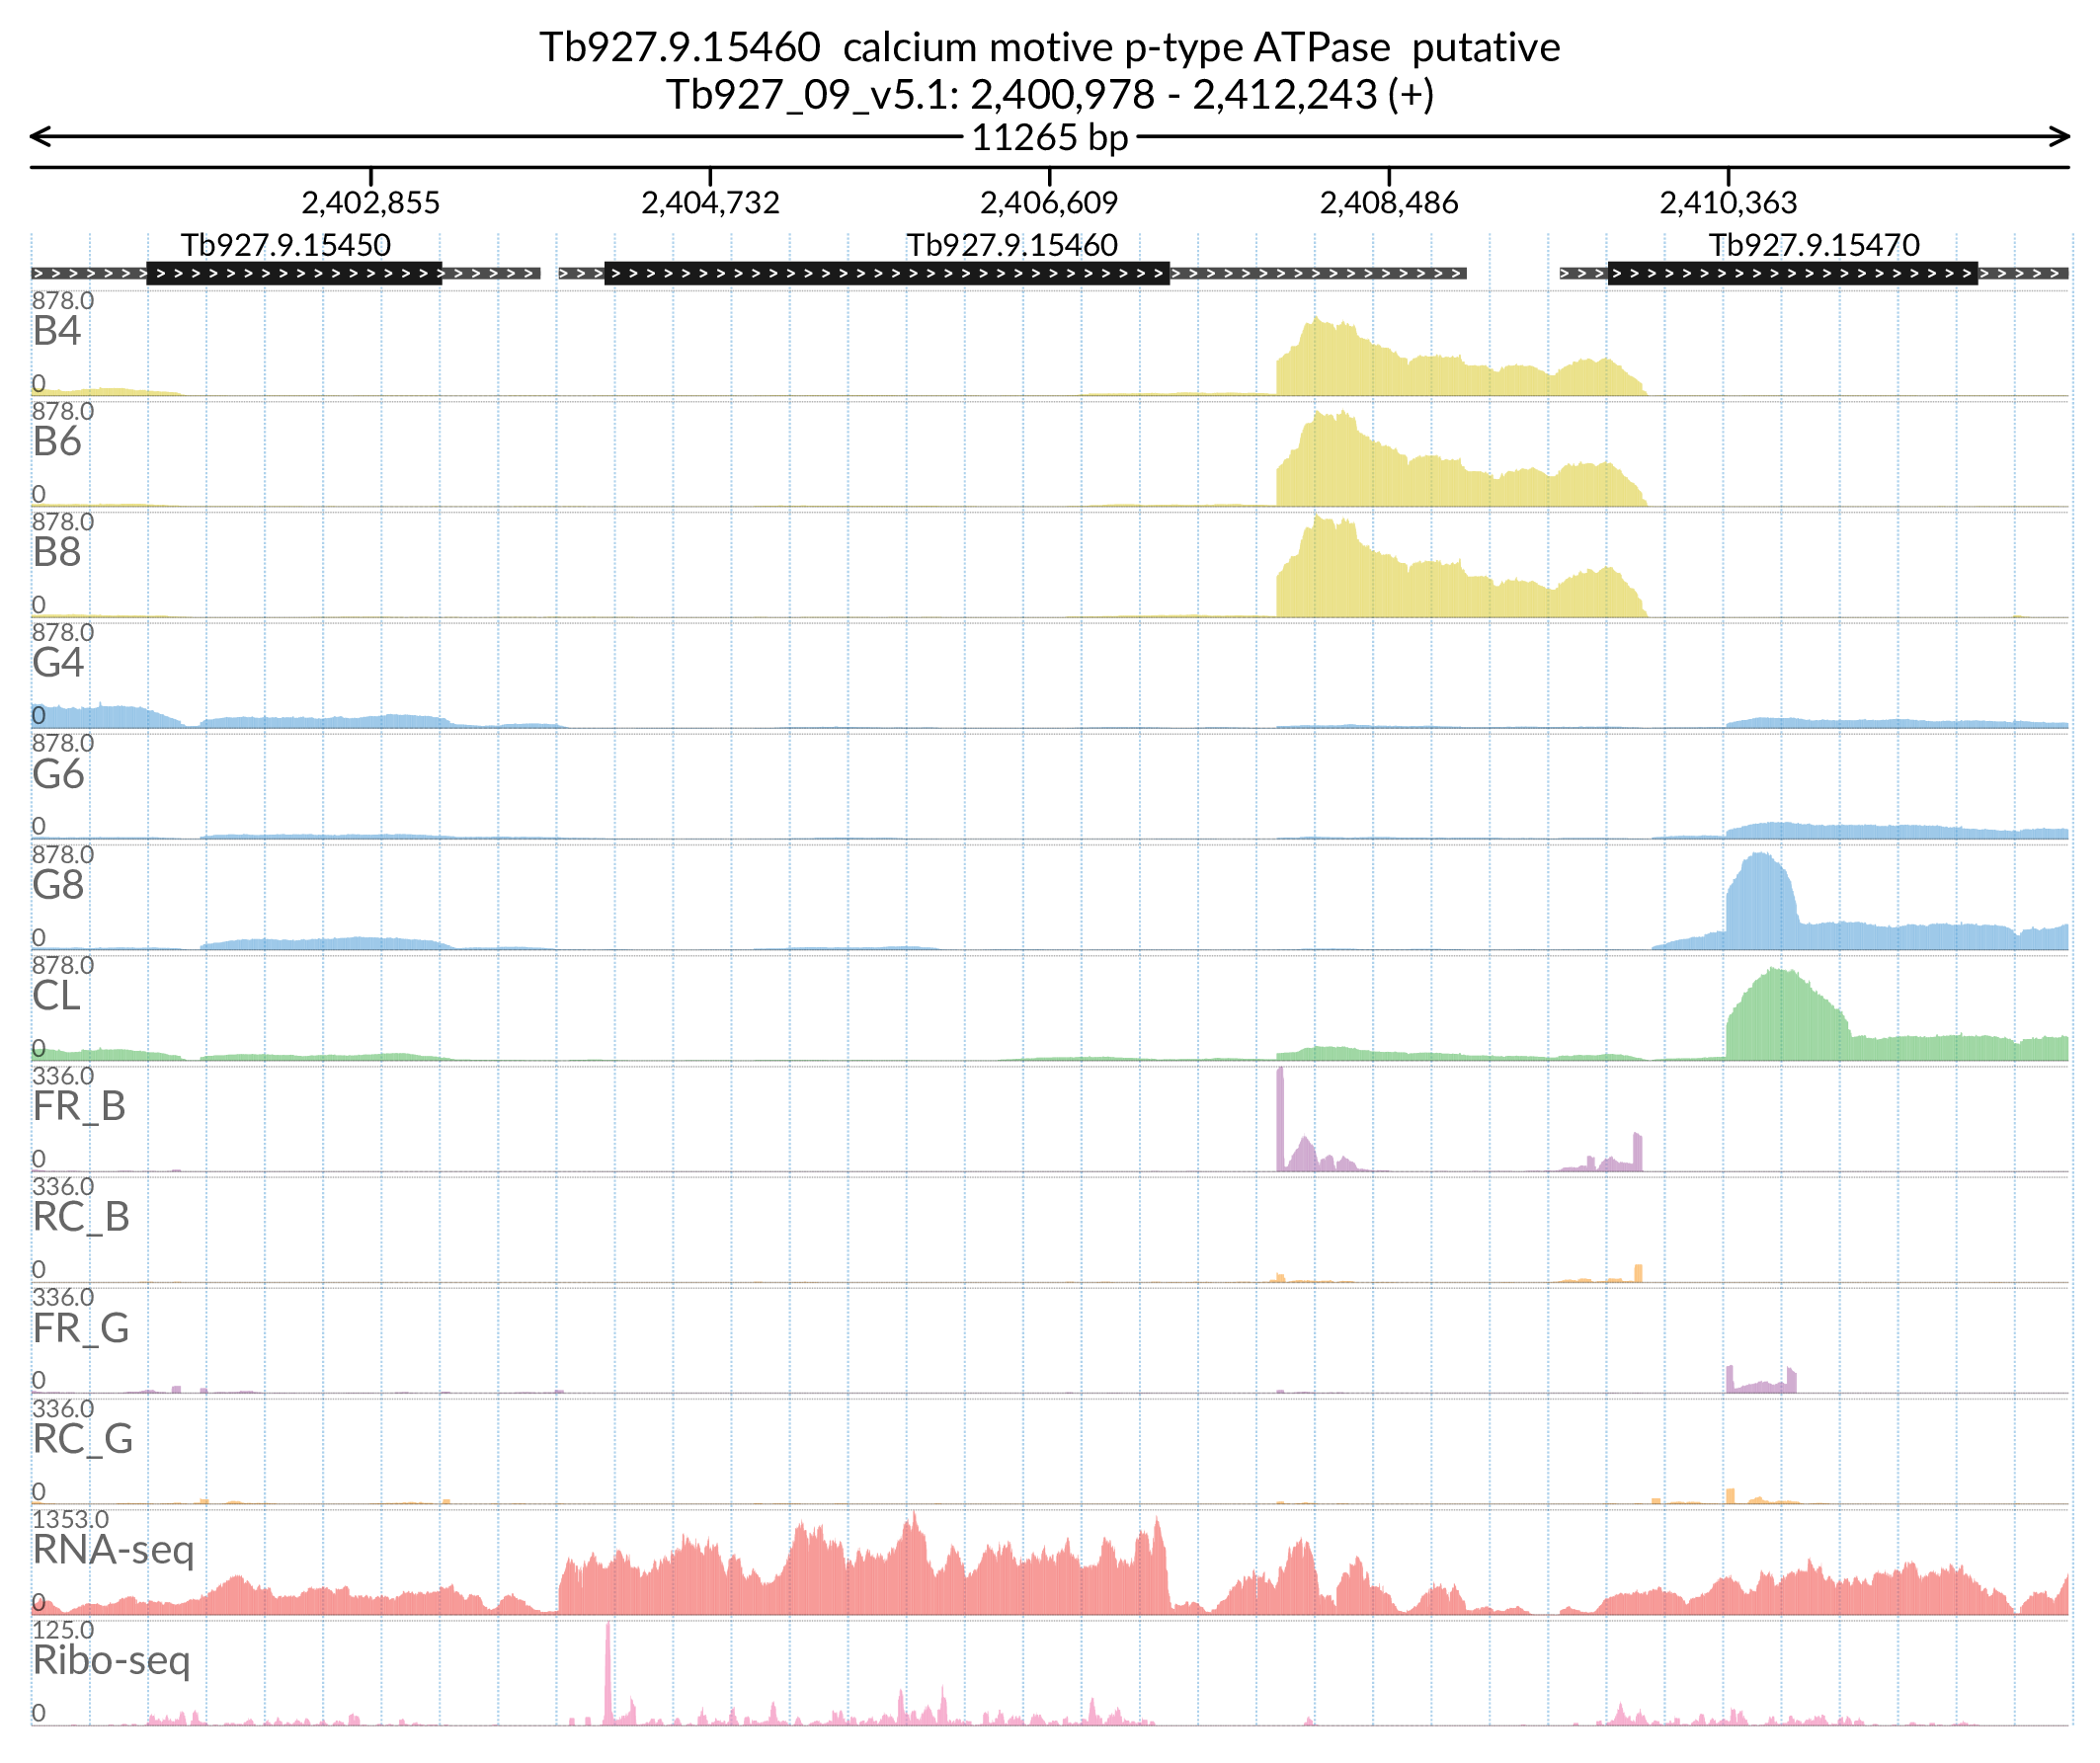 Tb927.9.15460  calcium motive p-type ATPase  putative
Tb927_09_v5.1: 2,400,978 - 2,412,243 (+)
11265 bp
2,402,855 2,404,732 2,406,609 2,408,486 2,410,363
Tb927.9.15450 Tb927.9.15460 Tb927.9.15470
878.0
B4
0
878.0
B6
0
878.0
B8
0
878.0
G4
0
878.0
G6
0
878.0
G8
0
878.0
CL
0
336.0
FR_B
0
336.0
RC_B
0
336.0
FR_G
0
336.0
RC_G
0
1353.0
RNA-seq
0
125.0
Ribo-seq
0